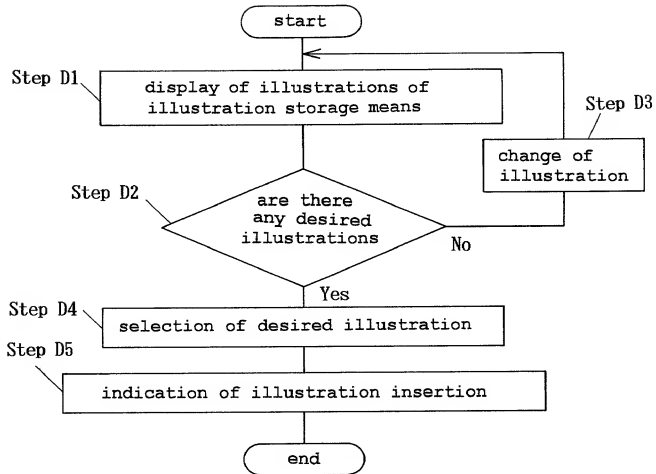 start
Step D1
display of illustrations of
illustration storage means
Step D3
change of
illustration
Step D2
are there
any desired
illustrations
No
Yes
Step D4
selection of desired illustration
Step D5
indication of illustration insertion
end